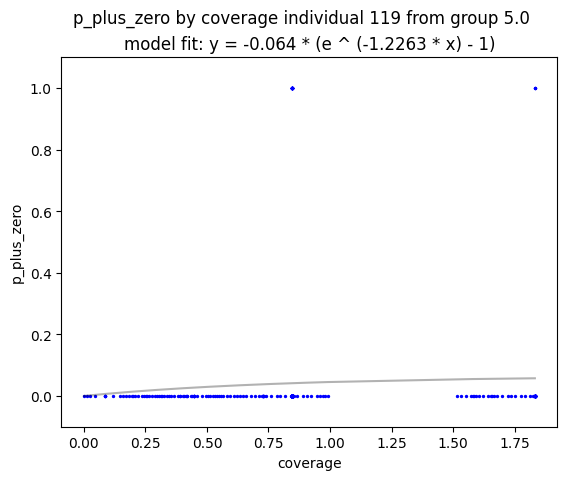 p_plus_zero by coverage individual 119 from group 5.0
model fit: y = -0.064 * (e ^ (-1.2263 * x) - 1)
1.0
0.8
0.6
0.4
0.2
0.0
p_plus_zero
0.00 0.25 0.50 0.75 1.00 1.25 1.50 1.75
coverage